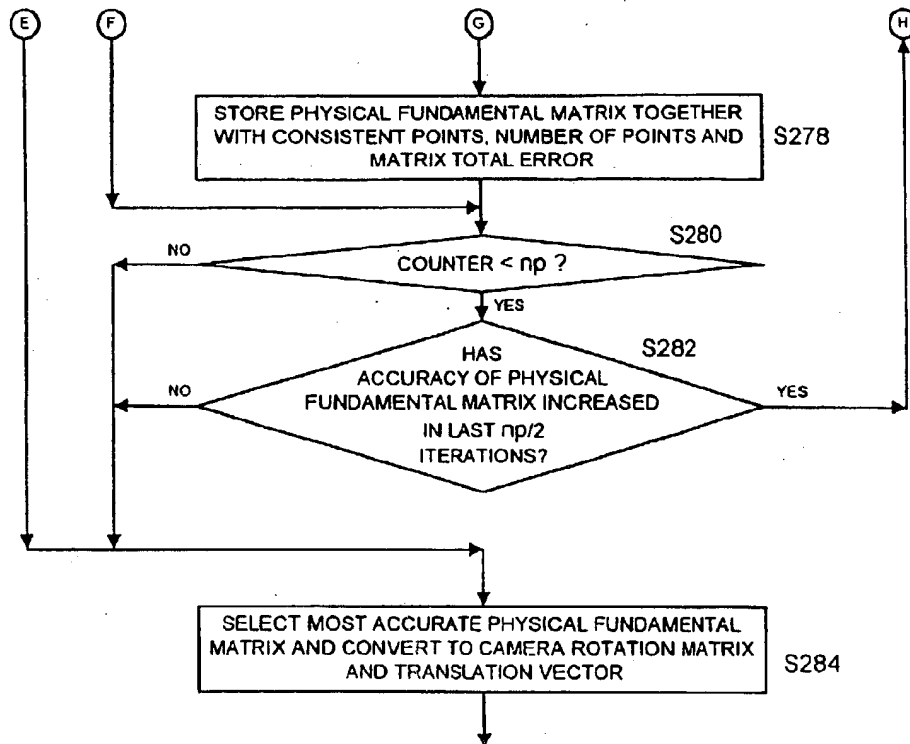 E F G H
STORE PHYSICAL FUNDAMENTAL MATRIX TOGETHER
WITH CONSISTENT POINTS, NUMBER OF POINTS AND
MATRIX TOTAL ERROR
S278
S280
NO
COUNTER < np ?
YES
S282
HAS
ACCURACY OF PHYSICAL
FUNDAMENTAL MATRIX INCREASED
IN LAST np/2
ITERATIONS?
NO
YES
SELECT MOST ACCURATE PHYSICAL FUNDAMENTAL
MATRIX AND CONVERT TO CAMERA ROTATION MATRIX
AND TRANSLATION VECTOR
S284